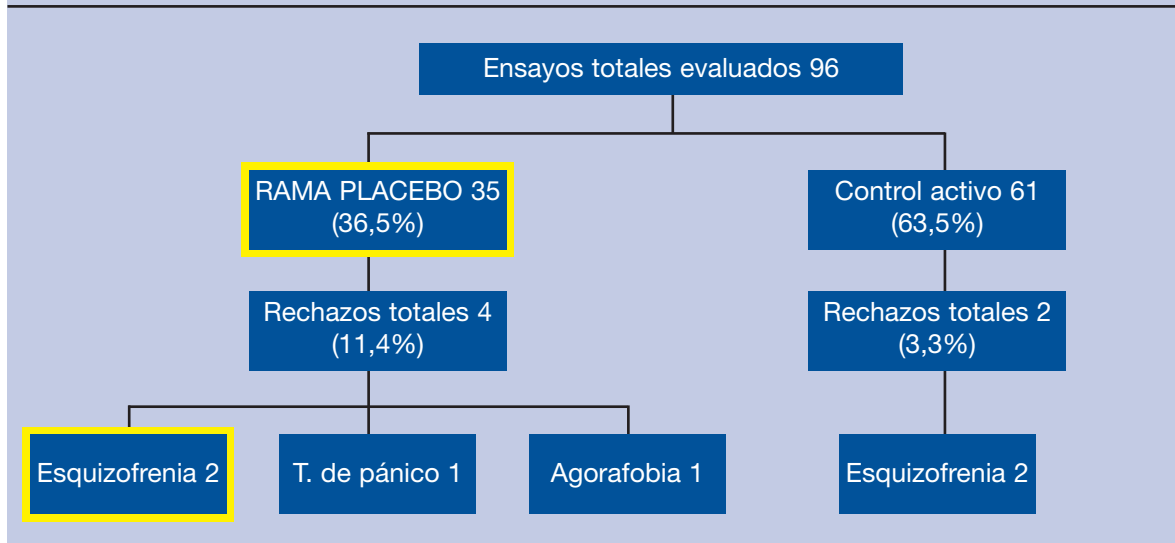 Ensayos totales evaluados 96
RAMA PLACEBO 35
(36,5%)
Control activo 61
(63,5%)
Rechazos totales 4
(11,4%)
Rechazos totales 2
(3,3%)
Esquizofrenia 2
T. de pánico 1
Agorafobia 1
Esquizofrenia 2